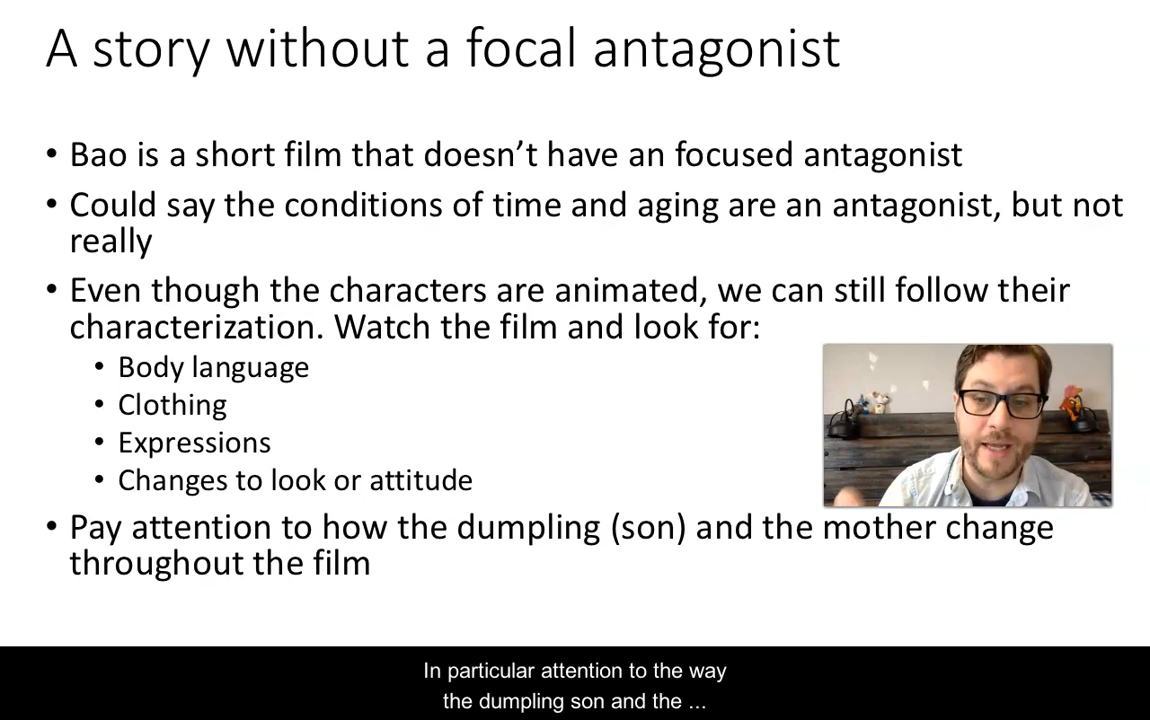 A story without a focal antagonist
• Bao is a short film that doesn't have an focused antagonist
• Could say the conditions of time and aging are an antagonist, but not
really
• Even though the characters are animated, we can still follow their
characterization. Watch the film and look for:
• Body language
• Clothing
• Expressions
• Changes to look or attitude
• Pay attention to how the dumpling (son) and the mother change
throughout the film
In particular attention to the way
the dumpling son and the ...